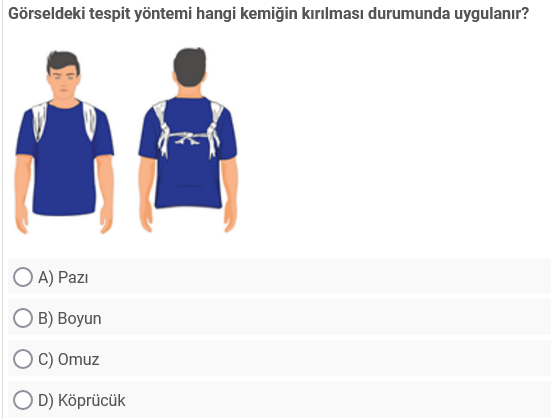 Görseldeki tespit yöntemi hangi kemiğin kırılması durumunda uygulanır?
A) Pazı
B) Boyun
C) Omuz
D) Köprücük